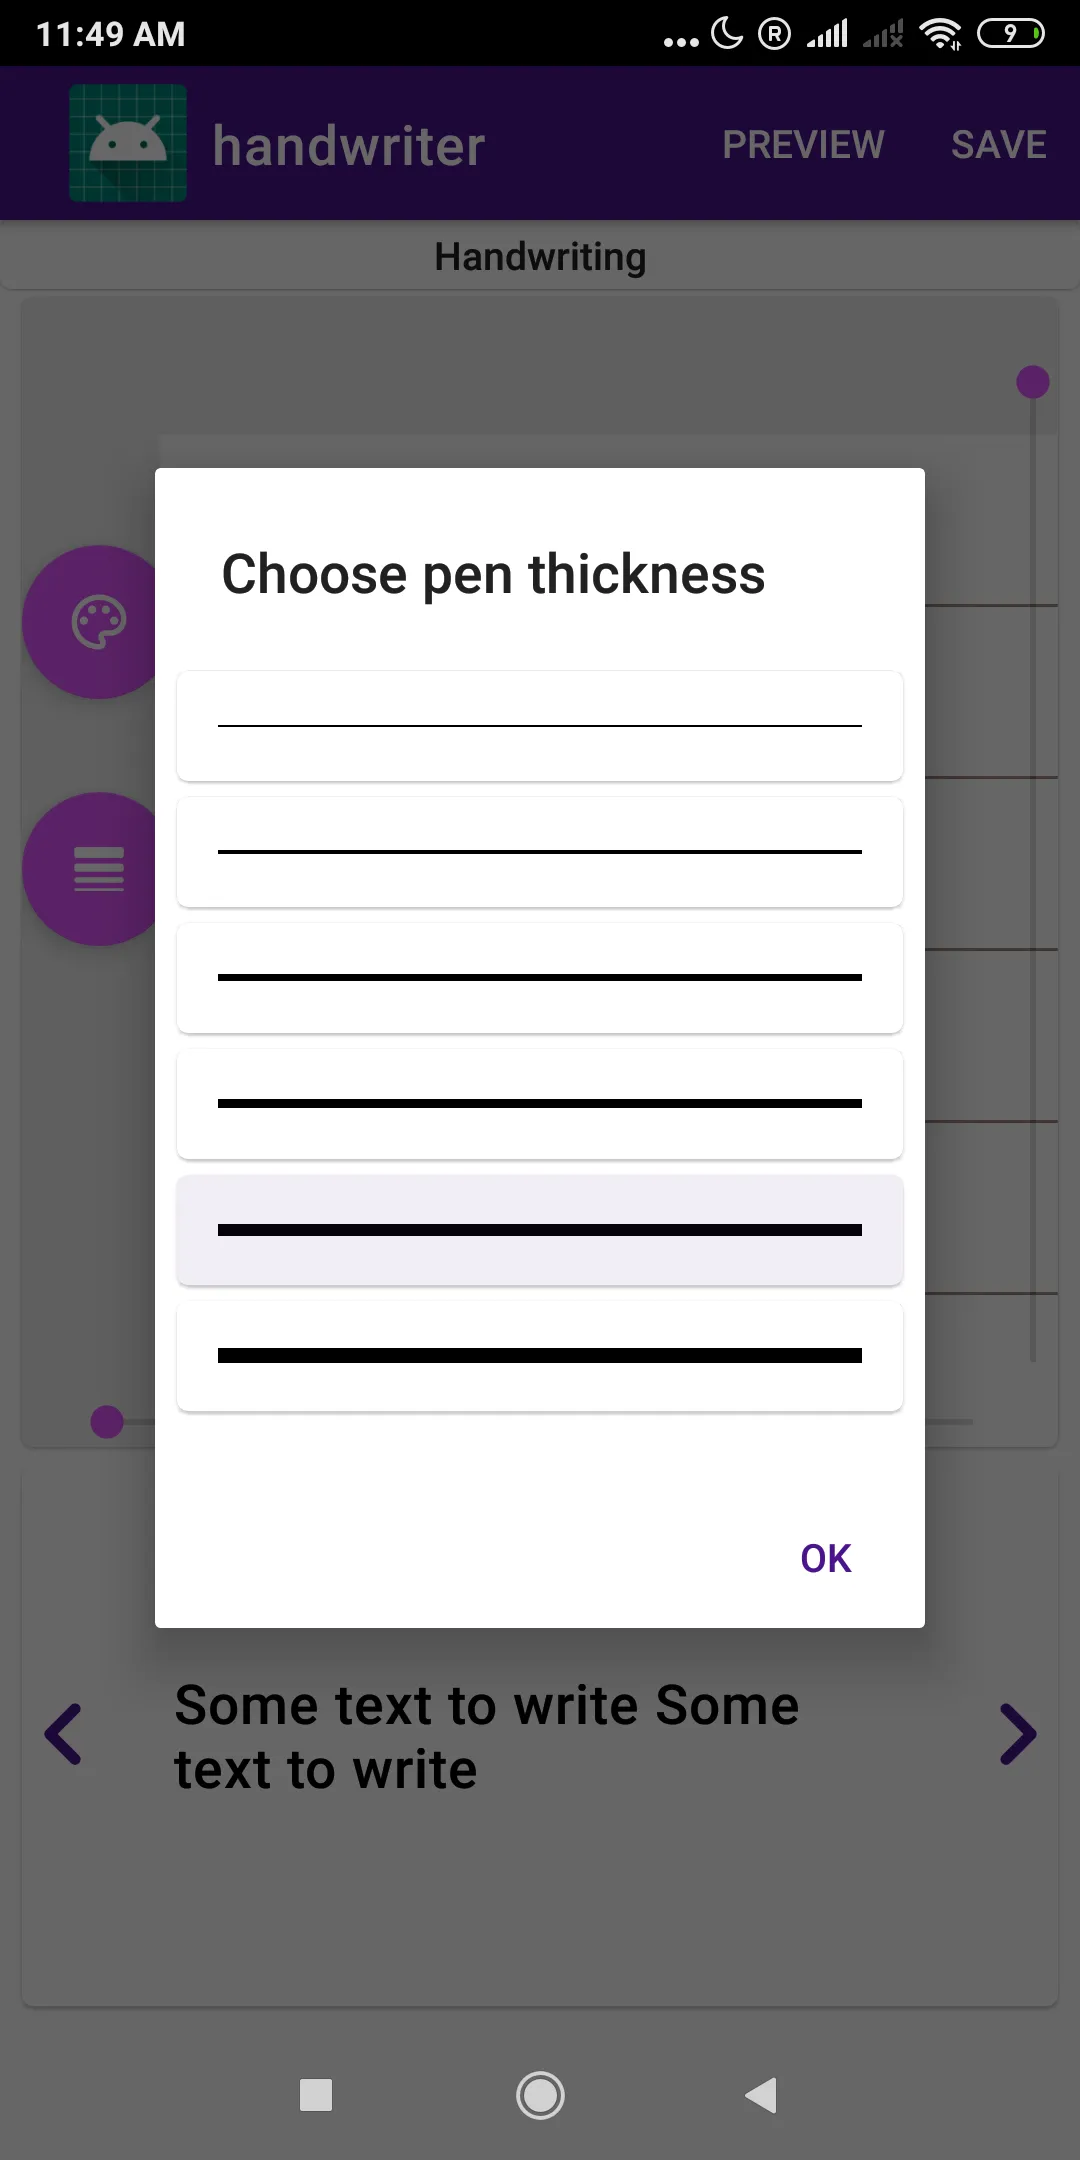 11:49 AM
R
9
handwriter
PREVIEW
SAVE
Handwriting
Choose pen thickness
OK
Some text to write Some
text to write